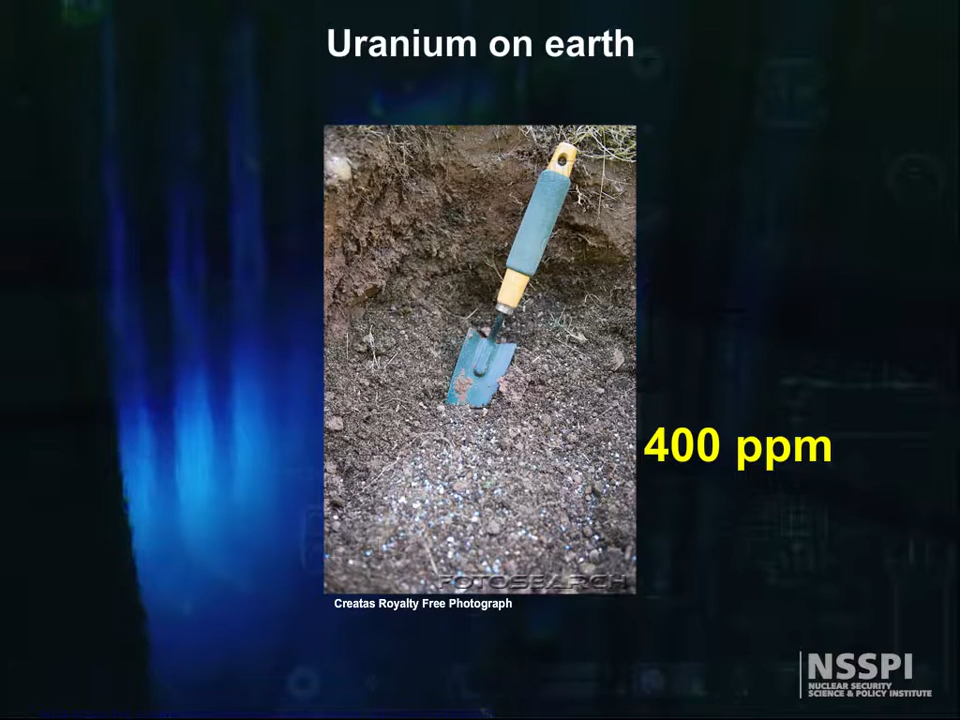 Uranium on earth
400 ppm
FOTOSEARCH
Creatas Royalty Free Photograph
NSSPI
NUCLEAR SECURITY
SCIENCE & POLICY INSTITUTE